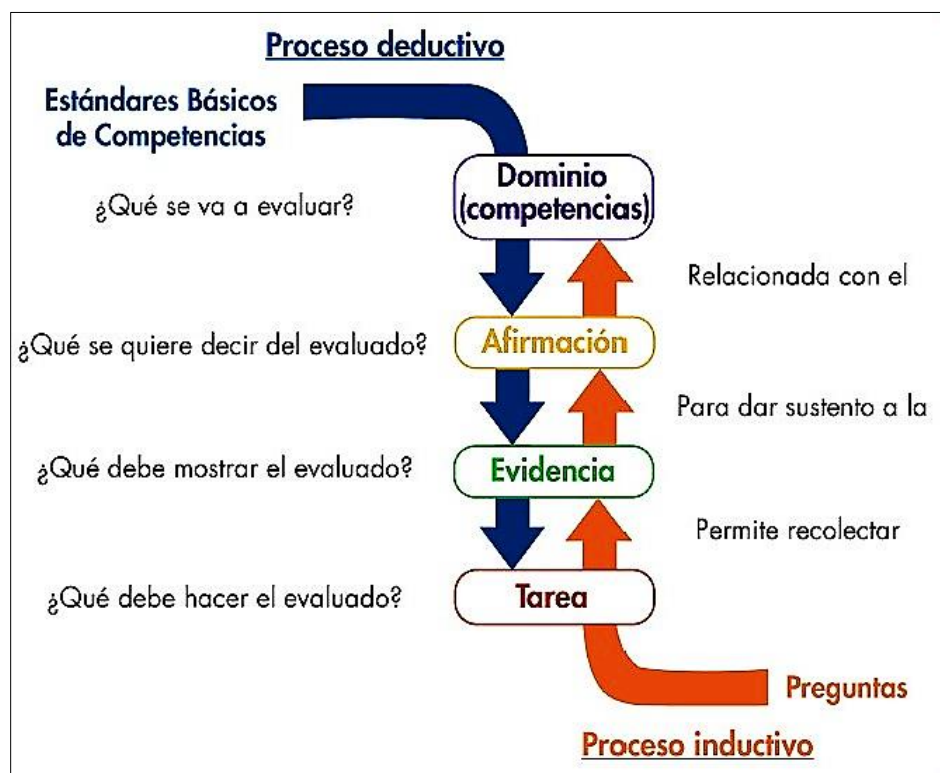 Proceso deductivo
Estándares Básicos
de Competencias
Dominio
(competencias)
¿Qué se va a evaluar?
Relacionada con el
¿Qué se quiere decir del evaluado?
Afirmación
Para dar sustento a la
¿Qué debe mostrar el evaluado?
Evidencia
Permite recolectar
¿Qué debe hacer el evaluado?
Tarea
Preguntas
Proceso inductivo